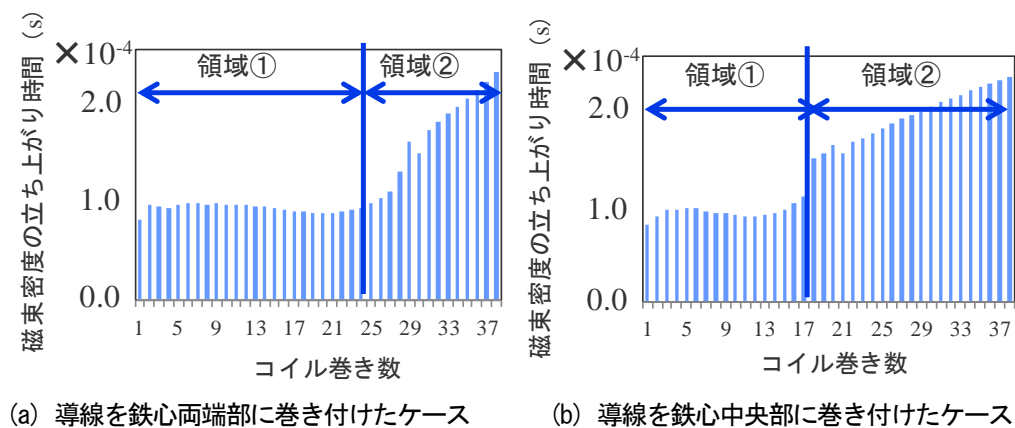 磁束密度の立ち上がり時間（s）
×10-4
2.0
1.0
0.0
領域①
領域②
1 5 9 13 17 21 25 29 33 37
コイル巻き数
(a) 導線を鉄心両端部に巻き付けたケース
磁束密度の立ち上がり時間（s）
×10-4
2.0
1.0
0.0
領域①
領域②
1 5 9 13 17 21 25 29 33 37
コイル巻き数
(b) 導線を鉄心中央部に巻き付けたケース